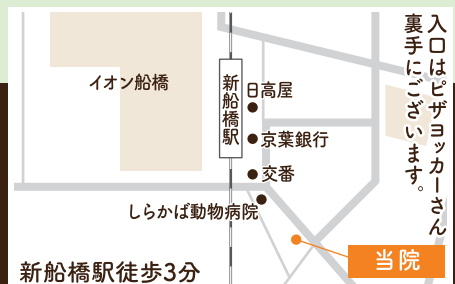 入口はピザヨッカーさん
裏手にございます。
イオン船橋
新船橋駅
日高屋
京葉銀行
交番
しらかば動物病院
当院
新船橋駅徒歩3分